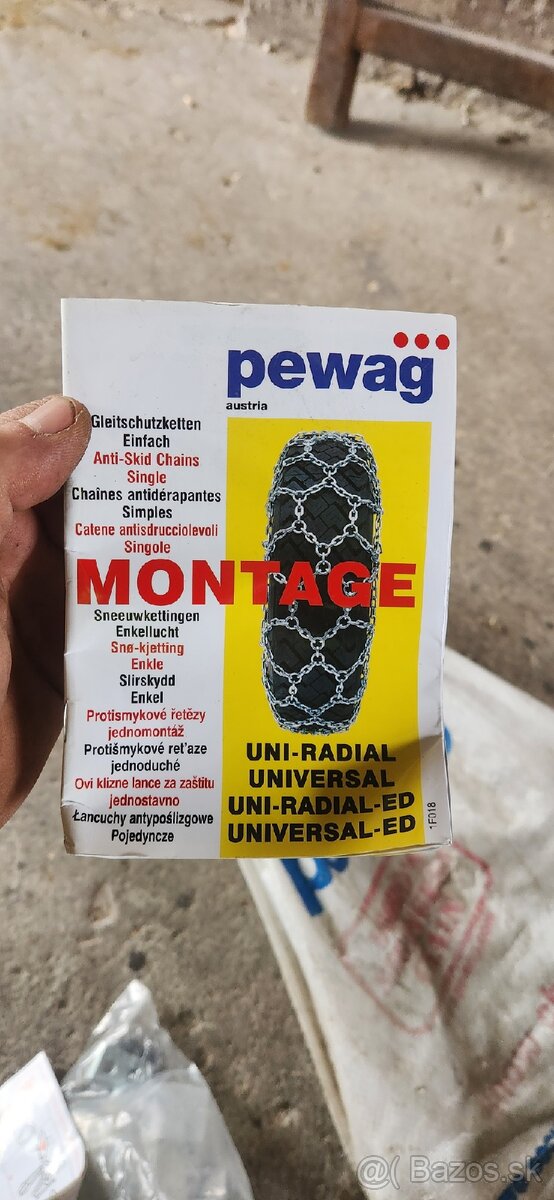 pewag
austria
Gleitschutzketten
Einfach
Anti-Skid Chains
Single
Chaînes antidérapantes
Simples
Catene antisdrucciolevoli
Singole
MONTAGE
Sneeuwkettingen
Enkellucht
Snø-kjetting
Enkle
Slirskydd
Enkel
Protismykové řetězy
jednomontáž
Protišmykové reťaze
jednoduché
Ovi klizne lance za zaštitu
jednostavno
Łancuchy antypoślizgowe
Pojedyncze
UNI-RADIAL
UNIVERSAL
UNI-RADIAL-ED
UNIVERSAL-ED
1F018
@( Bazos.sk